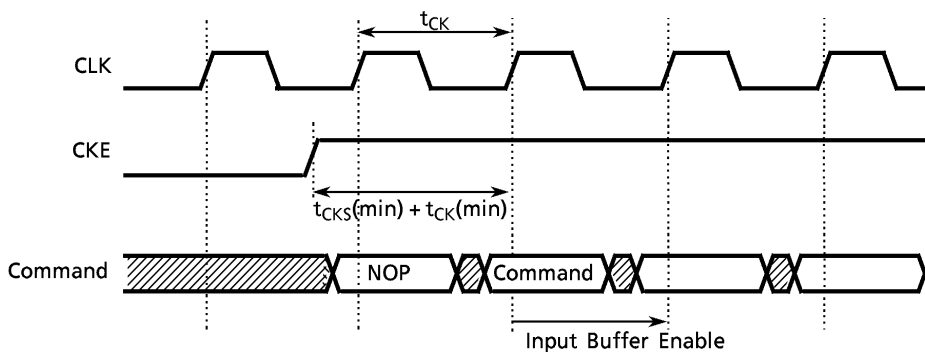 tCK
CLK
CKE
tCKS(min) + tCK(min)
Command NOP Command
Input Buffer Enable